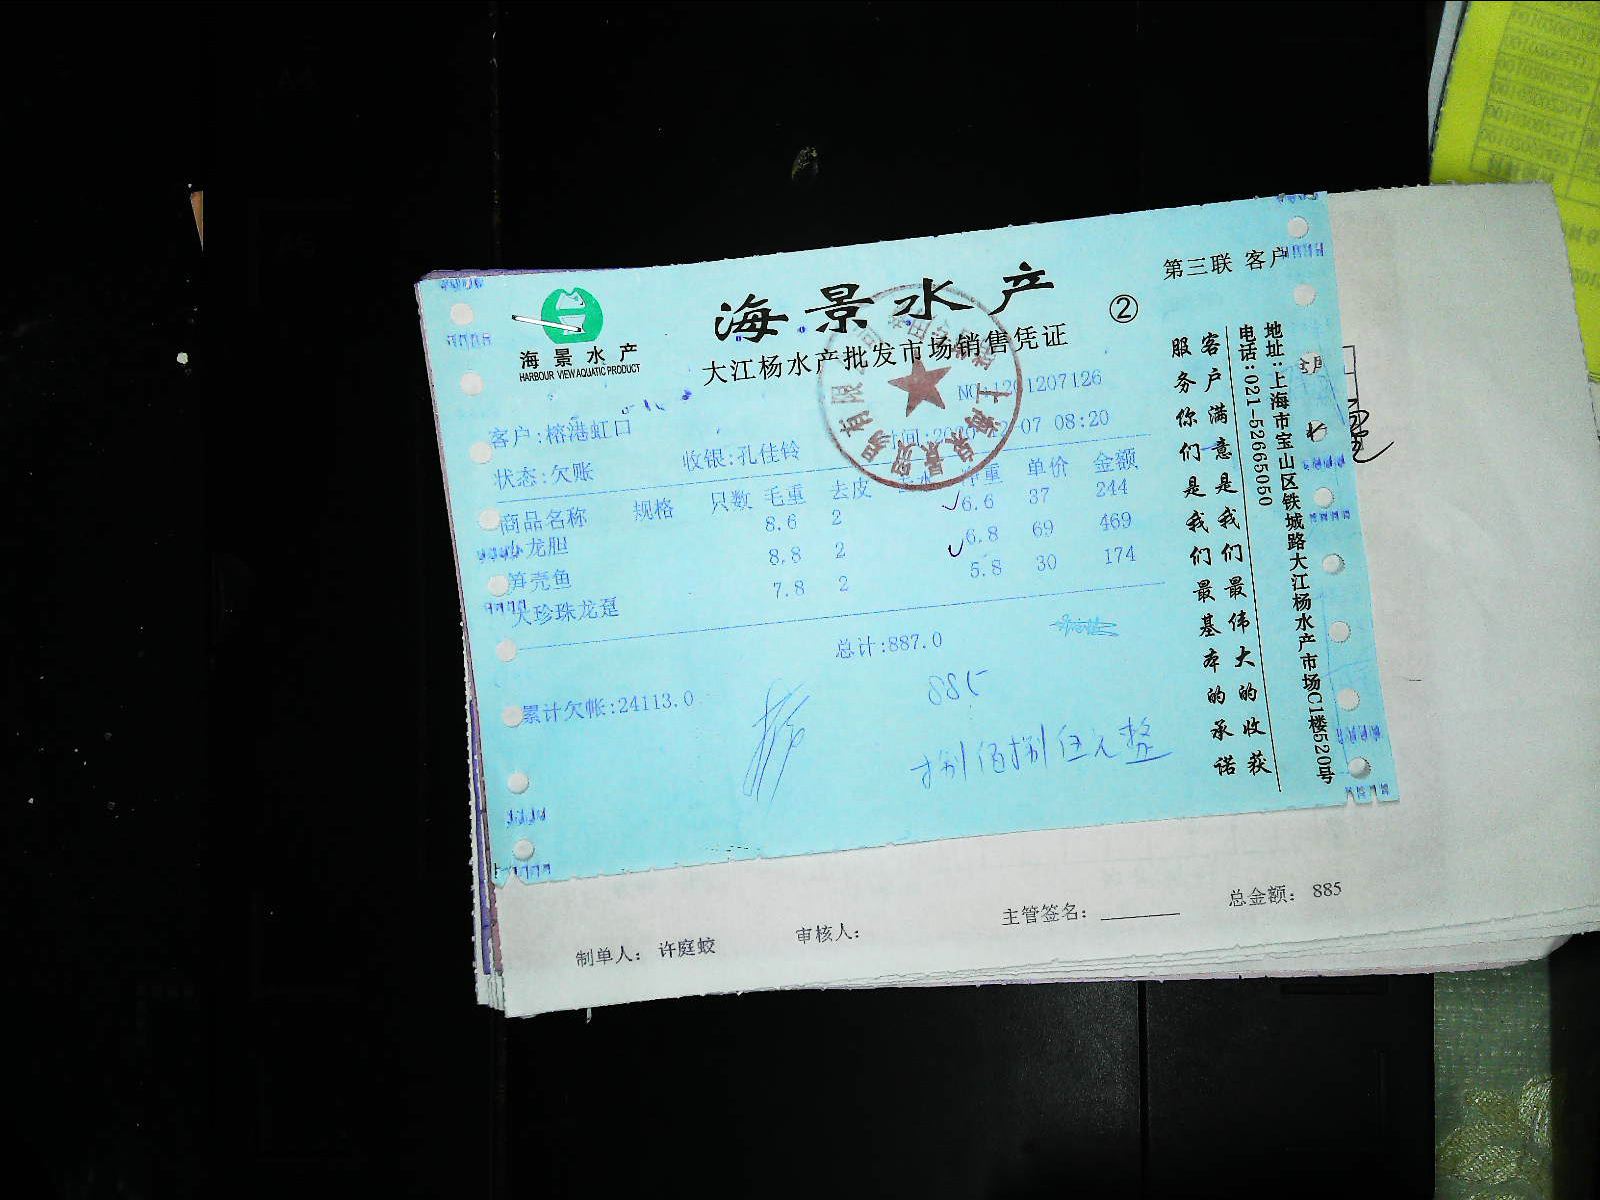 第三联 客户
海景水产
②
海景水产
HARBOUR VIEW AQUATIC PRODUCT
大江杨水产批发市场销售凭证
NO:1201207126
客户:榕港虹口
07 08:20
状态:欠账
收银:孔佳铃
商品名称 规格 只数 毛重 去皮 净重 单价 金额
小龙胆 8.6 2 6.6 37 244
笋壳鱼 8.8 2 6.8 69 469
大珍珠龙趸 7.8 2 5.8 30 174
总计:887.0
885
累计欠帐:24113.0
捌佰捌伍元整
客户满意是我们最伟大的收获
服务你们是我们最基本的承诺
地址:上海市宝山区铁城路大江杨水产市场C1楼520号
电话:021-52665050
制单人: 许庭蛟
审核人:
主管签名:
总金额: 885